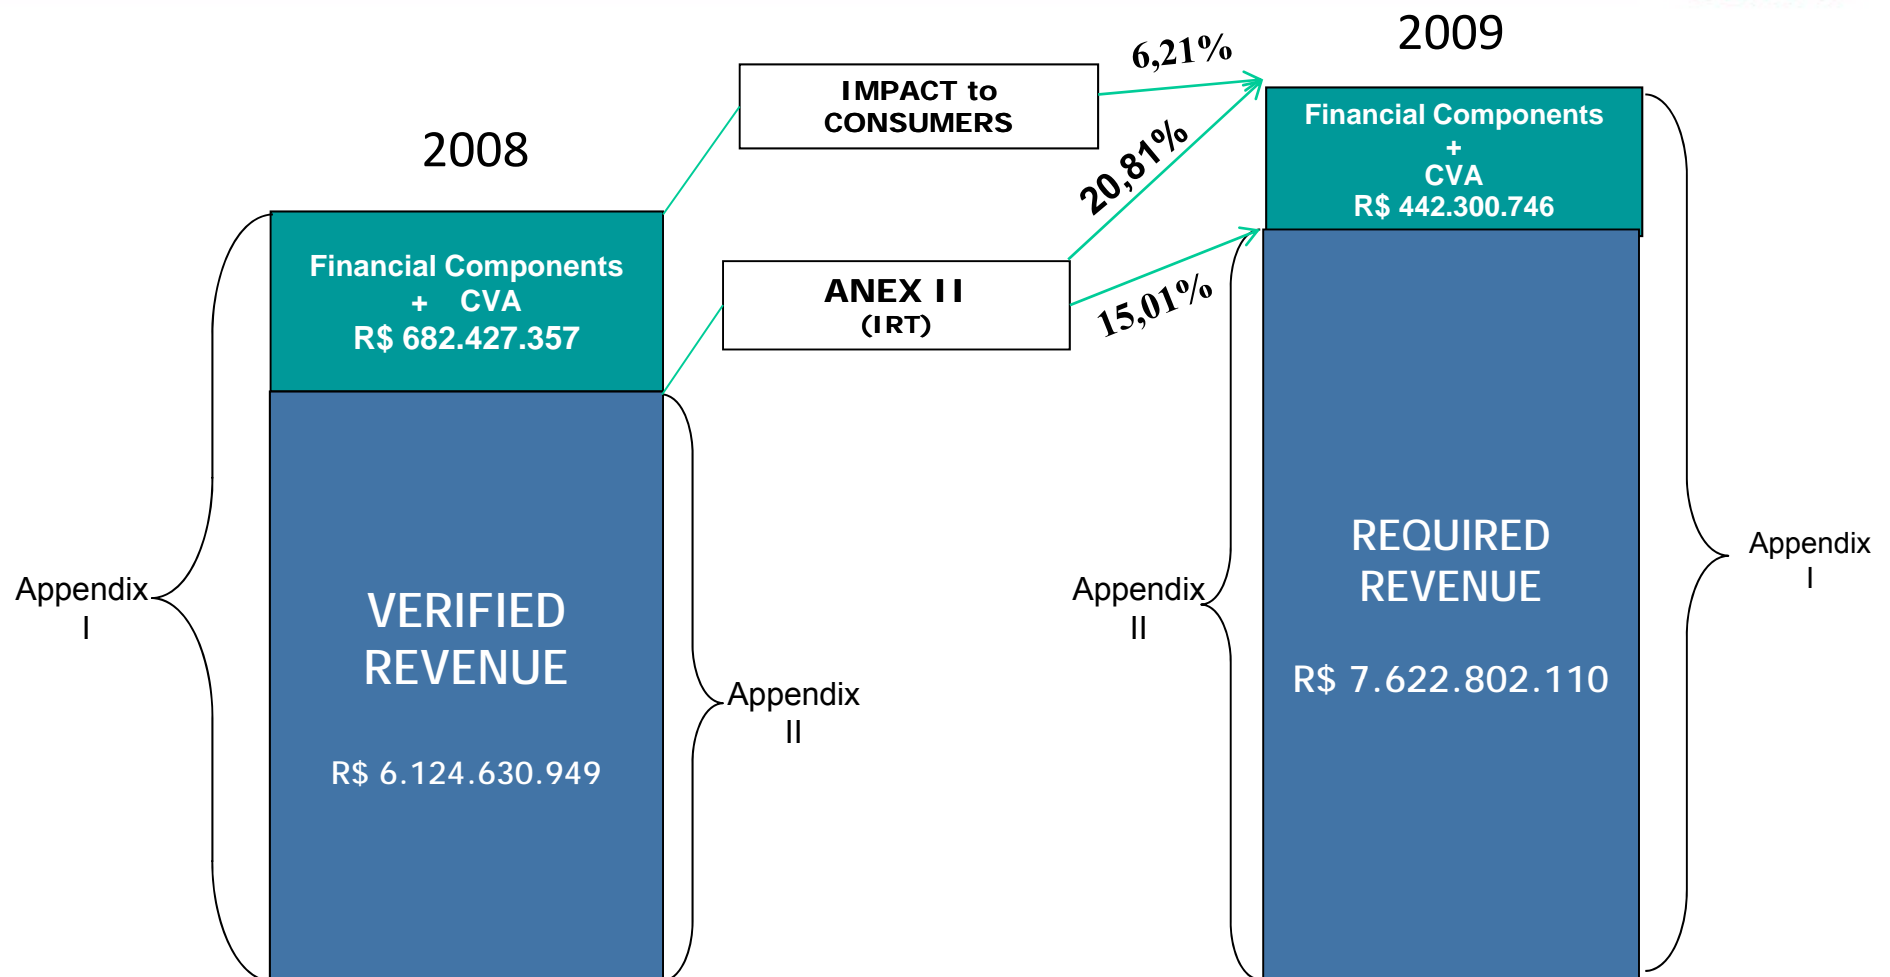 2008
Financial Components
+ CVA
R$ 682.427.357
VERIFIED
REVENUE
R$ 6.124.630.949
Appendix
I
Appendix
II
IMPACT to
CONSUMERS
ANEX II
(IRT)
6,21%
20,81%
15,01%
2009
Financial Components
+
CVA
R$ 442.300.746
REQUIRED
REVENUE
R$ 7.622.802.110
Appendix
II
Appendix
I